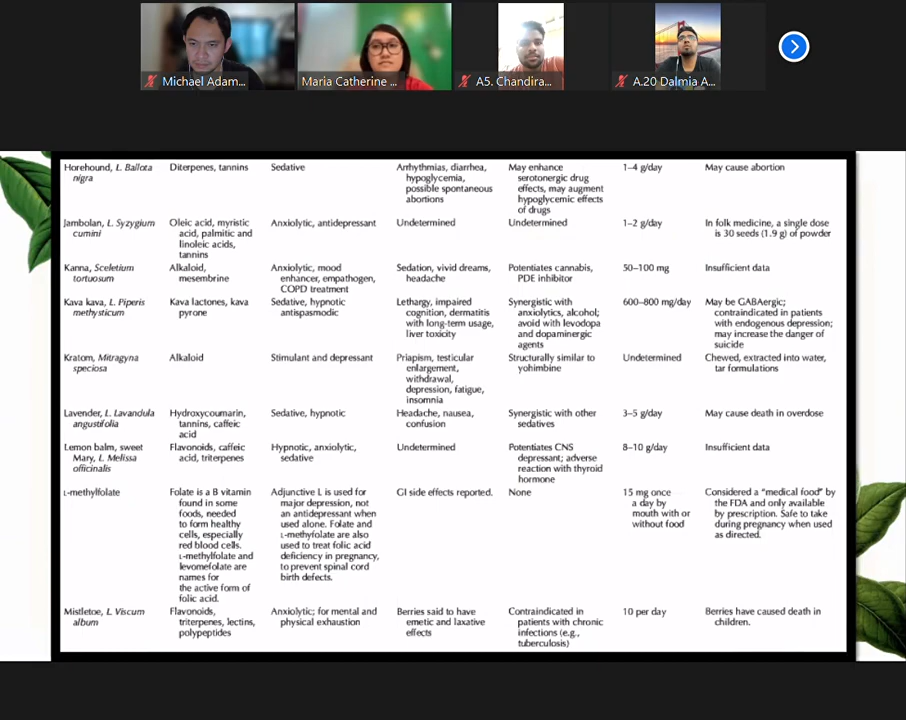 Michael Adam...
Maria Catherine ...
A5. Chandira...
A.20 Dalmia A...
Horehound, L. Ballota nigra
Diterpenes, tannins
Sedative
Arrhythmias, diarrhea, hypoglycemia, possible spontaneous abortions
May enhance serotonergic drug effects, may augment hypoglycemic effects of drugs
1–4 g/day
May cause abortion
Jambolan, L. Syzygium cumini
Oleic acid, myristic acid, palmitic and linoleic acids, tannins
Anxiolytic, antidepressant
Undetermined
Undetermined
1–2 g/day
In folk medicine, a single dose is 30 seeds (1.9 g) of powder
Kanna, Sceletium tortuosum
Alkaloid, mesembrine
Anxiolytic, mood enhancer, empathogen, COPD treatment
Sedation, vivid dreams, headache
Potentiates cannabis, PDE inhibitor
50–100 mg
Insufficient data
Kava kava, L. Piperis methysticum
Kava lactones, kava pyrone
Sedative, hypnotic antispasmodic
Lethargy, impaired cognition, dermatitis with long-term usage, liver toxicity
Synergistic with anxiolytics, alcohol; avoid with levodopa and dopaminergic agents
600–800 mg/day
May be GABAergic; contraindicated in patients with endogenous depression; may increase the danger of suicide
Kratom, Mitragyna speciosa
Alkaloid
Stimulant and depressant
Priapism, testicular enlargement, withdrawal, depression, fatigue, insomnia
Structurally similar to yohimbine
Undetermined
Chewed, extracted into water, tar formulations
Lavender, L. Lavandula angustifolia
Hydroxycoumarin, tannins, caffeic acid
Sedative, hypnotic
Headache, nausea, confusion
Synergistic with other sedatives
3–5 g/day
May cause death in overdose
Lemon balm, sweet Mary, L. Melissa officinalis
Flavonoids, caffeic acid, triterpenes
Hypnotic, anxiolytic, sedative
Undetermined
Potentiates CNS depressant; adverse reaction with thyroid hormone
8–10 g/day
Insufficient data
L-methylfolate
Folate is a B vitamin found in some foods, needed to form healthy cells, especially red blood cells. L-methylfolate and levomefolate are names for the active form of folic acid.
Adjunctive L is used for major depression, not an antidepressant when used alone. Folate and L-methyfolate are also used to treat folic acid deficiency in pregnancy, to prevent spinal cord birth defects.
GI side effects reported.
None
15 mg once a day by mouth with or without food
Considered a "medical food" by the FDA and only available by prescription. Safe to take during pregnancy when used as directed.
Mistletoe, L. Viscum album
Flavonoids, triterpenes, lectins, polypeptides
Anxiolytic; for mental and physical exhaustion
Berries said to have emetic and laxative effects
Contraindicated in patients with chronic infections (e.g., tuberculosis)
10 per day
Berries have caused death in children.